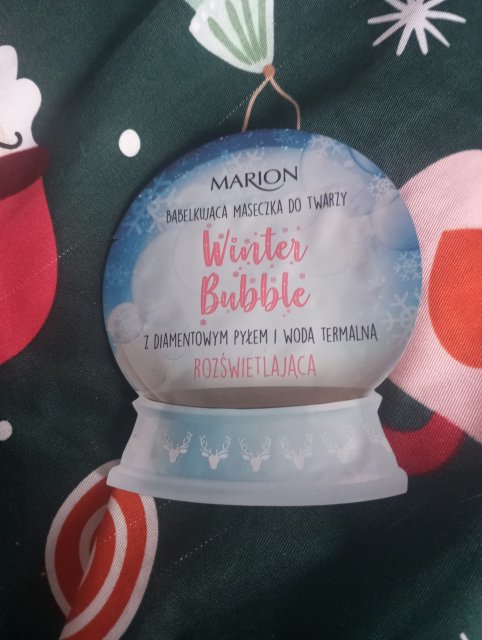 MARION
BĄBELKUJĄCA MASECZKA DO TWARZY
Winter
Bubble
Z DIAMENTOWYM PYŁEM I WODĄ TERMALNĄ
ROZŚWIETLAJĄCA